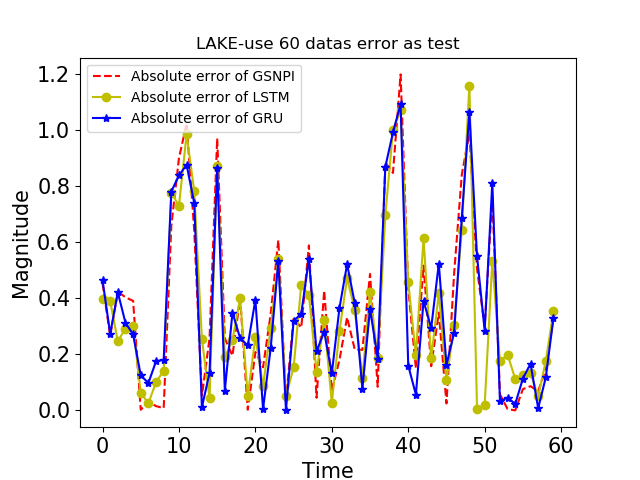 LAKE-use 60 datas error as test
Absolute error of GSNPI
Absolute error of LSTM
Absolute error of GRU
Magnitude
1.2
1.0
0.8
0.6
0.4
0.2
0.0
0 10 20 30 40 50 60
Time